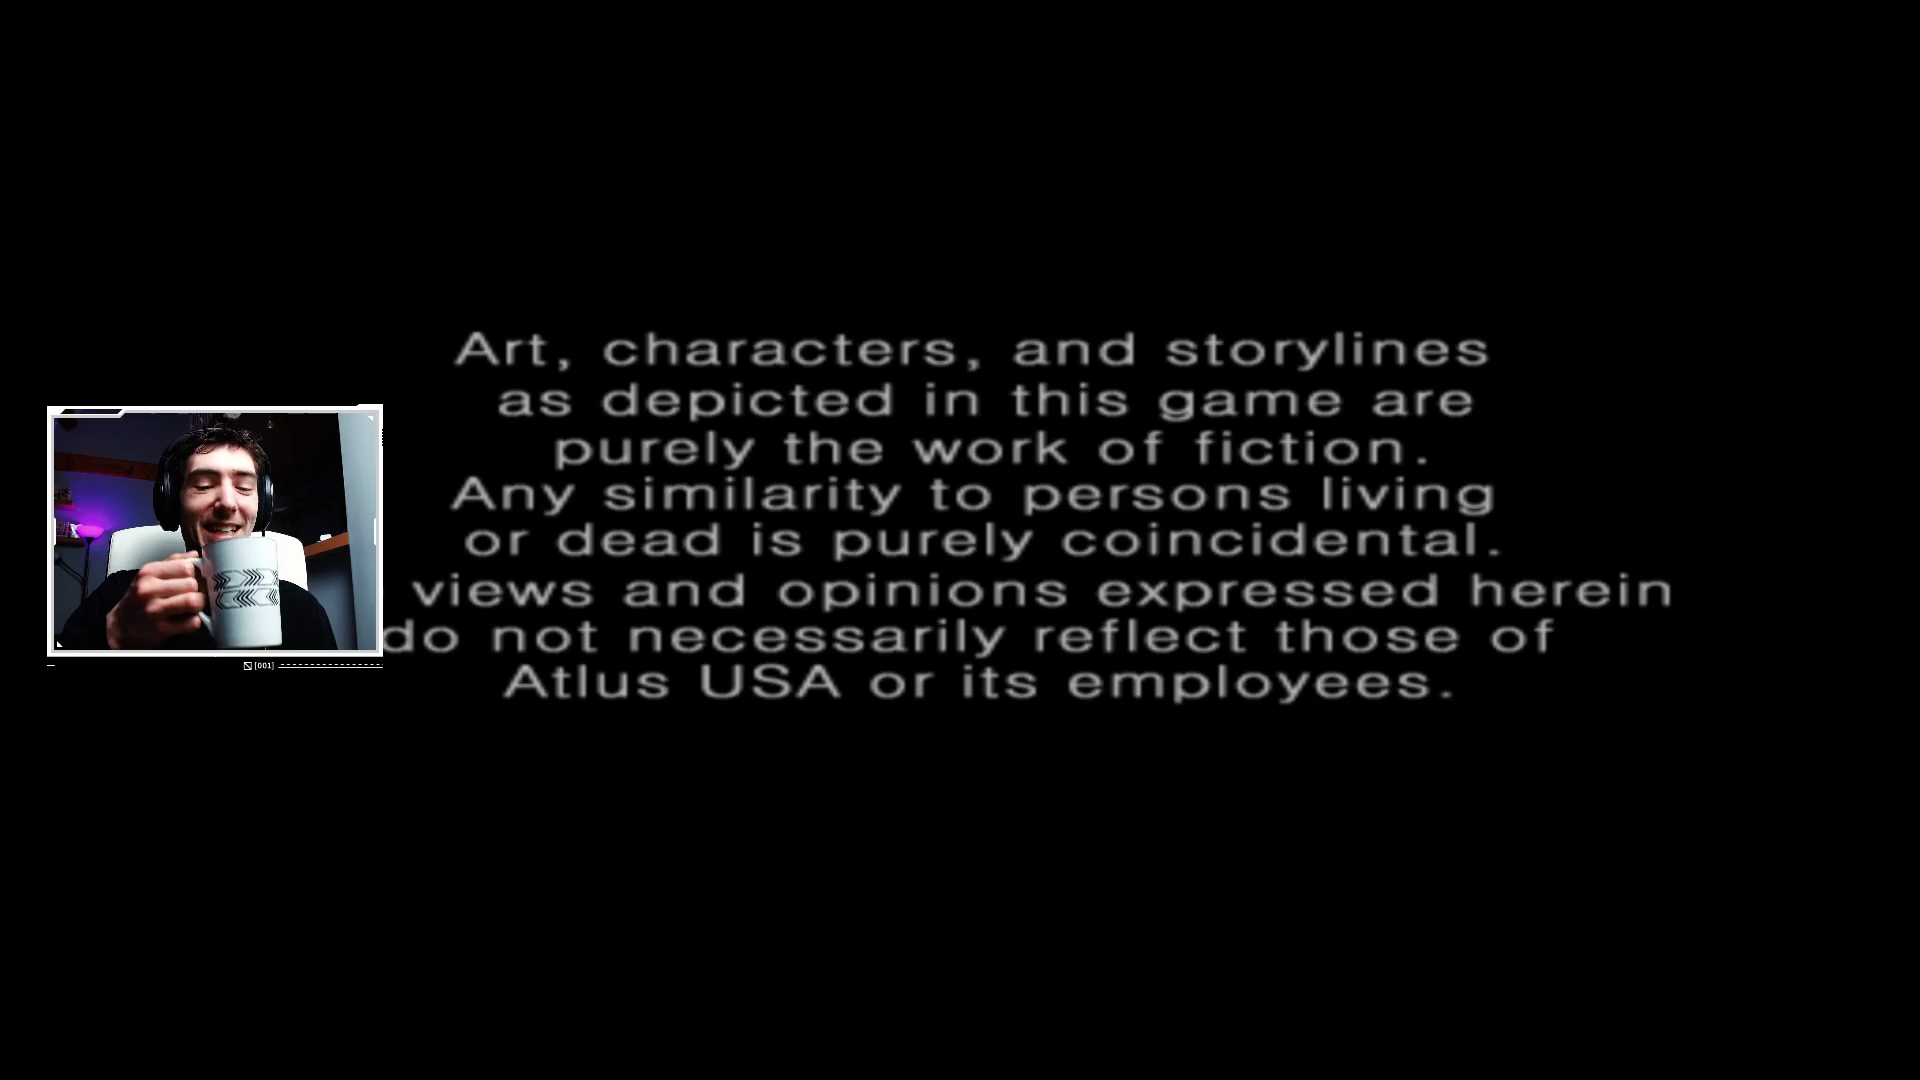 Art, characters, and storylines
as depicted in this game are
purely the work of fiction.
Any similarity to persons living
or dead is purely coincidental.
views and opinions expressed herein
do not necessarily reflect those of
Atlus USA or its employees.
[001]